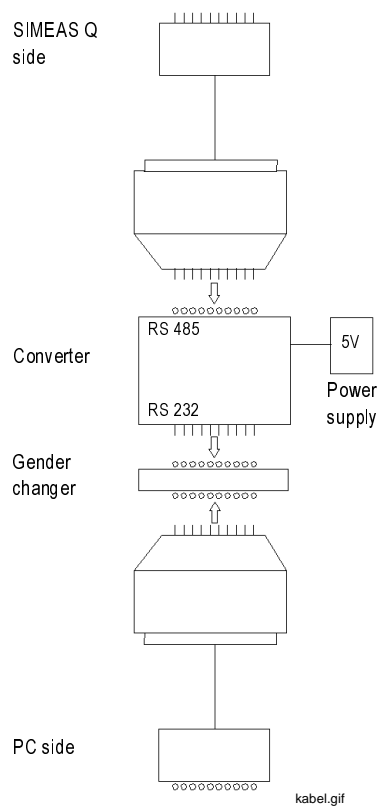 SIMEAS Q
side
RS 485
Converter
5V
Power
supply
RS 232
Gender
changer
PC side
kabel.gif